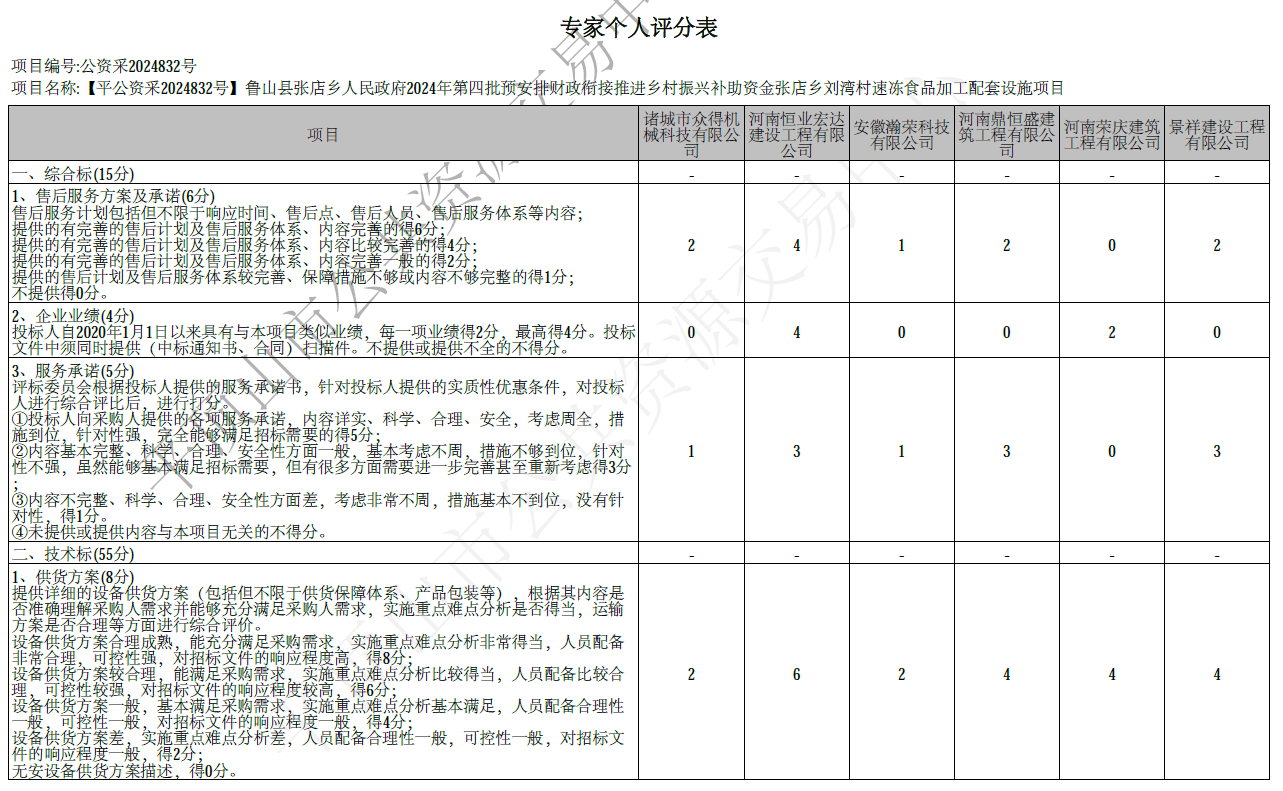 专家个人评分表
项目编号:公资采2024832号
项目名称:【平公资采2024832号】鲁山县张店乡人民政府2024年第四批预安排财政衔接推进乡村振兴补助资金张店乡刘湾村速冻食品加工配套设施项目
项目
诸城市众得机
械科技有限公
司
河南恒业宏达
建设工程有限
公司
安徽瀚荣科技
有限公司
河南鼎恒盛建
筑工程有限公
司
河南荣庆建筑
工程有限公司
景祥建设工程
有限公司
一、综合标(15分) - - - - - -
1、售后服务方案及承诺(6分)
售后服务计划包括但不限于响应时间、售后点、售后人员、售后服务体系等内容；
提供的有完善的售后计划及售后服务体系、内容完善的得6分；
提供的有完善的售后计划及售后服务体系、内容比较完善的得4分；
提供的有完善的售后计划及售后服务体系、内容完善一般的得2分；
提供的售后计划及售后服务体系较完善、保障措施不够或内容不够完整的得1分；
不提供得0分。
2 4 1 2 0 2
2、企业业绩(4分)
投标人自2020年1月1日以来具有与本项目类似业绩，每一项业绩得2分，最高得4分。投标
文件中须同时提供（中标通知书、合同）扫描件。不提供或提供不全的不得分。
0 4 0 0 2 0
3、服务承诺(5分)
评标委员会根据投标人提供的服务承诺书，针对投标人提供的实质性优惠条件，对投标
人进行综合评比后，进行打分。
①投标人向采购人提供的各项服务承诺，内容详实、科学、合理、安全，考虑周全，措
施到位，针对性强，完全能够满足招标需要的得5分；
②内容基本完整、科学、合理、安全性方面一般，基本考虑不周，措施不够到位，针对
性不强，虽然能够基本满足招标需要，但有很多方面需要进一步完善甚至重新考虑得3分
；
③内容不完整、科学、合理、安全性方面差，考虑非常不周，措施基本不到位，没有针
对性，得1分。
④未提供或提供内容与本项目无关的不得分。
1 3 1 3 0 3
二、技术标(55分) - - - - - -
1、供货方案(8分)
提供详细的设备供货方案（包括但不限于供货保障体系、产品包装等），根据其内容是
否准确理解采购人需求并能够充分满足采购人需求，实施重点难点分析是否得当，运输
方案是否合理等方面进行综合评价。
设备供货方案合理成熟，能充分满足采购需求，实施重点难点分析非常得当，人员配备
非常合理，可控性强，对招标文件的响应程度高，得8分；
设备供货方案较合理，能满足采购需求，实施重点难点分析比较得当，人员配备比较合
理，可控性较强，对招标文件的响应程度较高，得6分；
设备供货方案一般，基本满足采购需求，实施重点难点分析基本满足，人员配备合理性
一般，可控性一般，对招标文件的响应程度一般，得4分；
设备供货方案差，实施重点难点分析差，人员配备合理性一般，可控性一般，对招标文
件的响应程度一般，得2分；
无安设备供货方案描述，得0分。
2 6 2 4 4 4
平顶山市公共资源交易中心
平顶山市公共资源交易中心